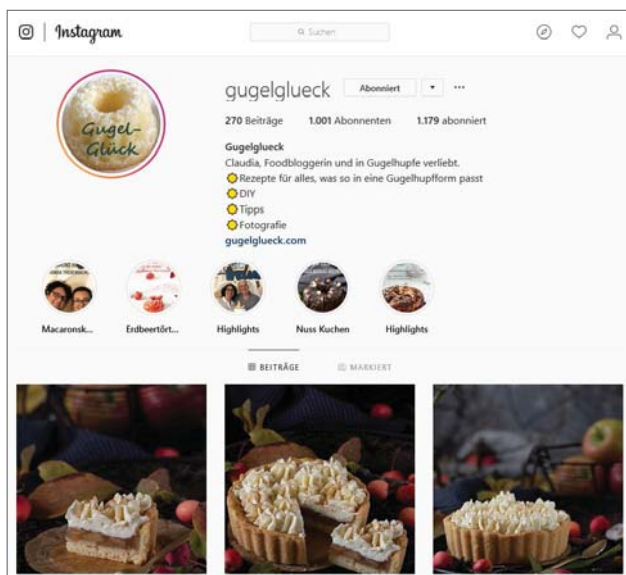 Instagram
Suchen
gugelglueck Abonniert
270 Beiträge 1.001 Abonnenten 1.179 abonniert
Gugel-
Glück
Gugelglueck
Claudia, Foodbloggerin und in Gugelhupfe verliebt.
Rezepte für alles, was so in eine Gugelhupfform passt
DIY
Tipps
Fotografie
gugelglueck.com
Macaronsk... Erdbeertört... Highlights Nuss Kuchen Highlights
BEITRÄGE MARKIERT